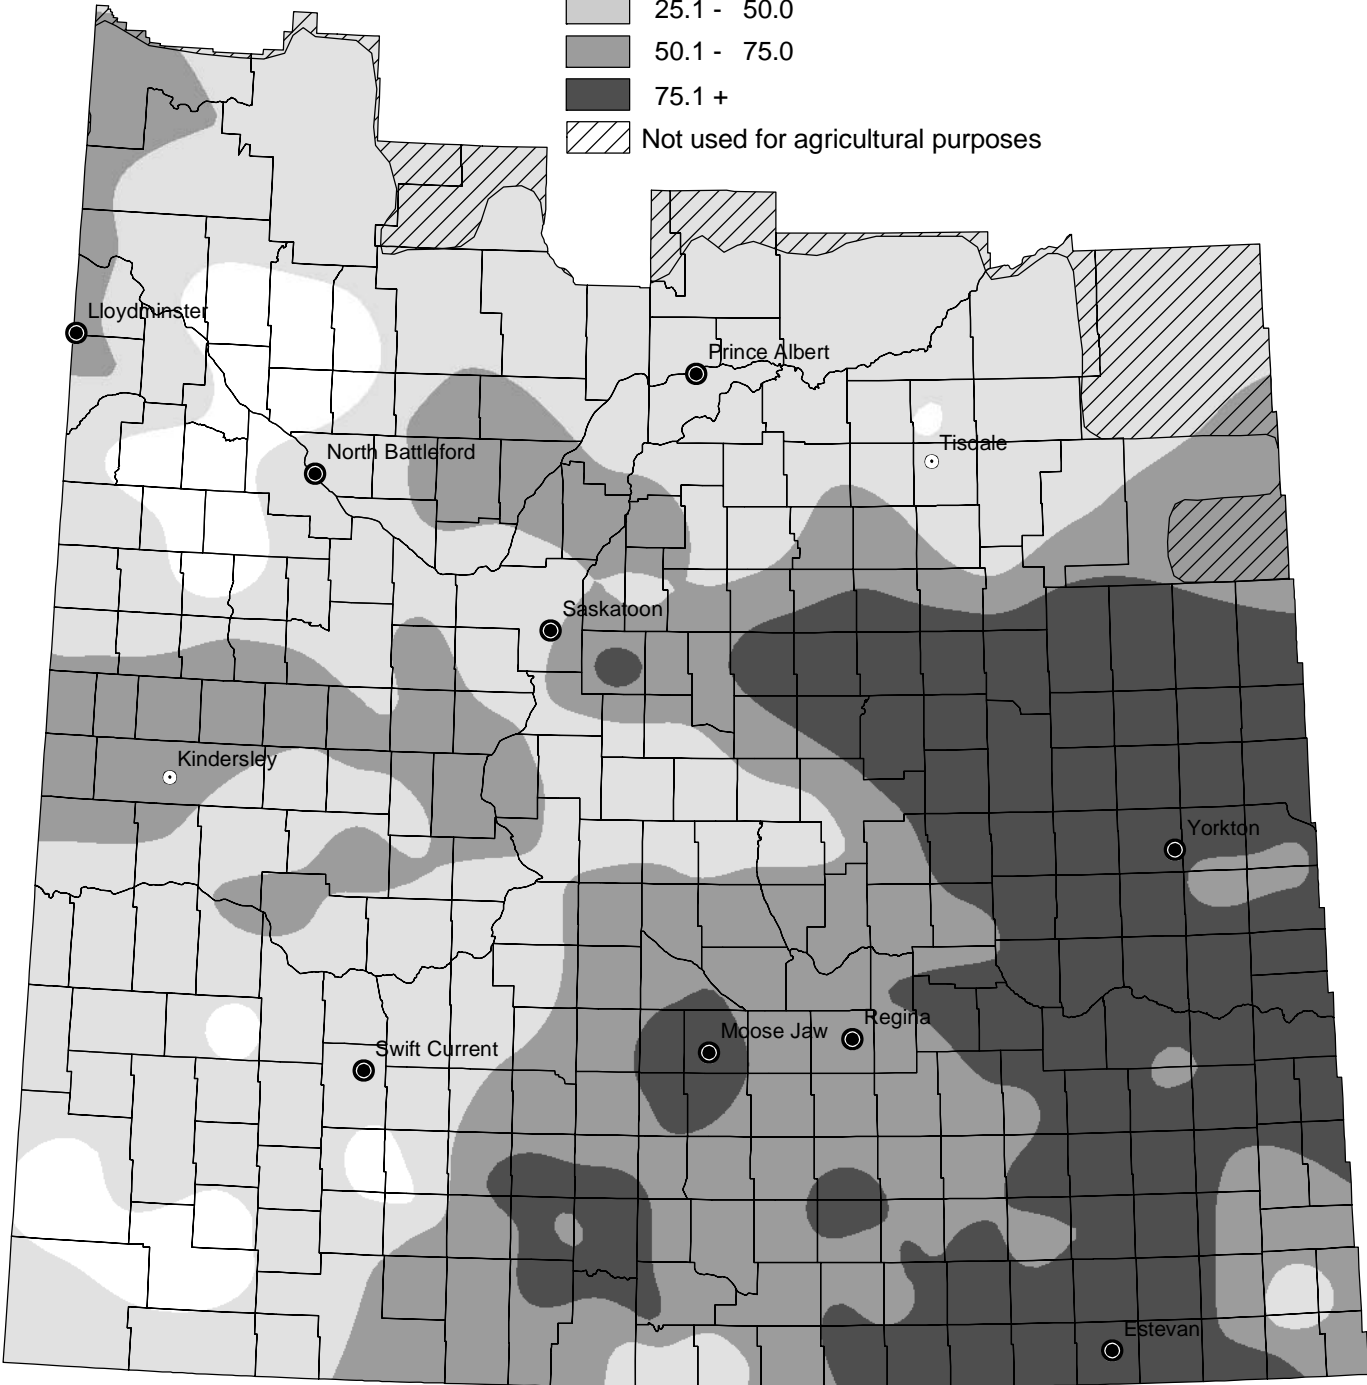 25.1 - 50.0
50.1 - 75.0
75.1 +
Not used for agricultural purposes
Lloydminster
Prince Albert
Tisdale
North Battleford
Saskatoon
Kindersley
Yorkton
Regina
Moose Jaw
Swift Current
Estevan